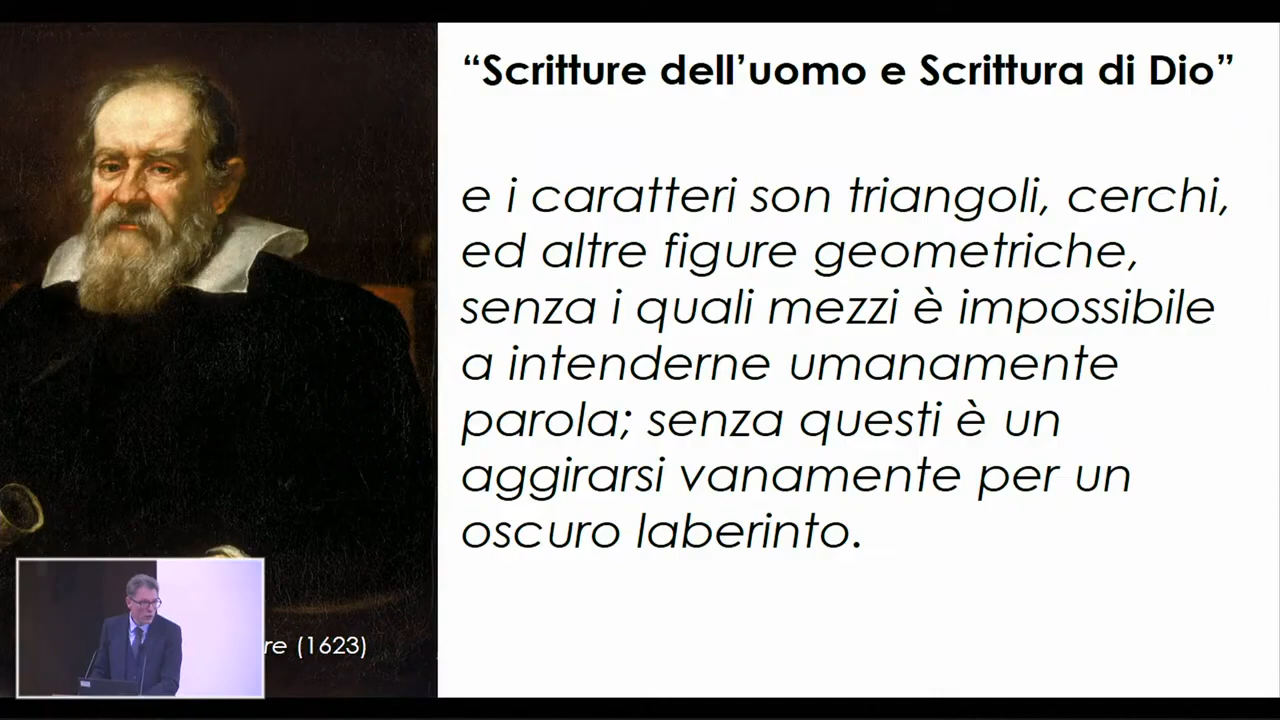 “Scritture dell’uomo e Scrittura di Dio”
e i caratteri son triangoli, cerchi,
ed altre figure geometriche,
senza i quali mezzi è impossibile
a intenderne umanamente
parola; senza questi è un
aggirarsi vanamente per un
oscuro laberinto.
(1623)